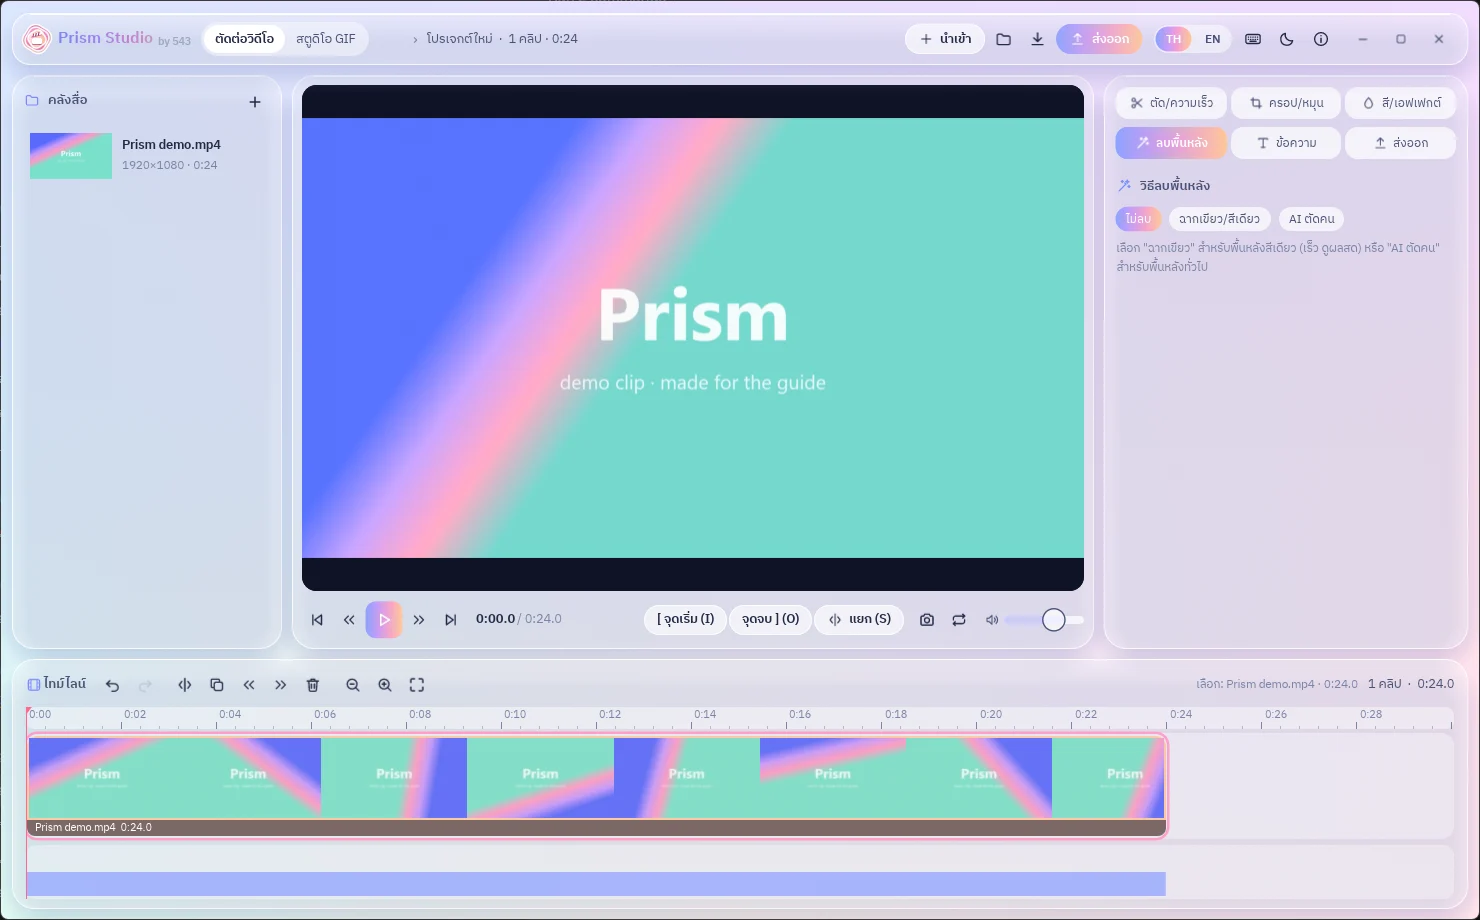 Prism Studio by 543
ตัดต่อวิดีโอ
สตูดิโอ GIF
› โปรเจกต์ใหม่ · 1 คลิป · 0:24
นำเข้า
ส่งออก
TH
EN
คลังสื่อ
Prism demo.mp4
1920×1080 · 0:24
Prism
Prism
demo clip · made for the guide
0:00.0 / 0:24.0
[ จุดเริ่ม (I)
จุดจบ ] (O)
แยก (S)
ตัด/ความเร็ว
ครอป/หมุน
สี/เอฟเฟกต์
ลบพื้นหลัง
ข้อความ
ส่งออก
วิธีลบพื้นหลัง
ไม่ลบ
ฉากเขียว/สีเดียว
AI ตัดคน
เลือก "ฉากเขียว" สำหรับพื้นหลังสีเดียว (เร็ว ดูผลสด) หรือ "AI ตัดคน"
สำหรับพื้นหลังทั่วไป
ไทม์ไลน์
เลือก: Prism demo.mp4 · 0:24.0
1 คลิป · 0:24.0
0:00 0:02 0:04 0:06 0:08 0:10 0:12 0:14 0:16 0:18 0:20 0:22 0:24 0:26 0:28
Prism Prism Prism Prism Prism Prism Prism Prism
Prism demo.mp4 0:24.0